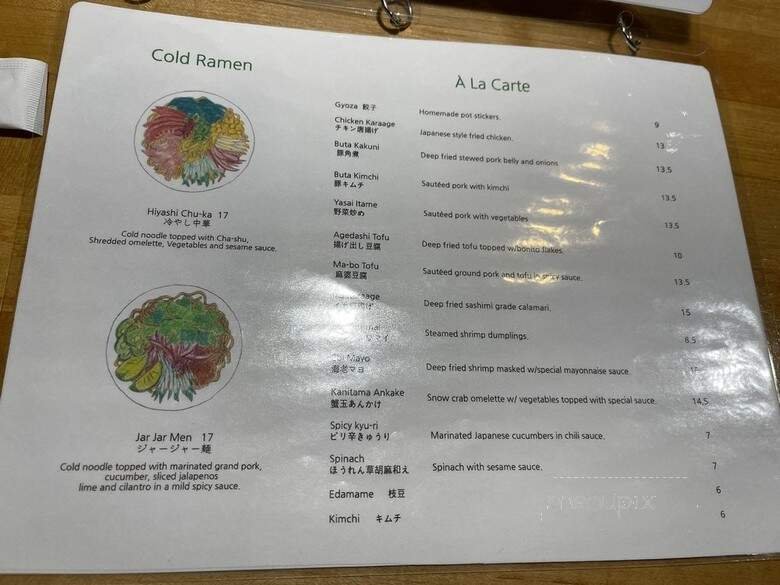 Cold Ramen
Hiyashi Chu-ka 17
冷やし中華
Cold noodle topped with Cha-shu,
Shredded omelette, Vegetables and sesame sauce.
Jar Jar Men 17
ジャージャー麺
Cold noodle topped with marinated grand pork,
cucumber, sliced jalapenos
lime and cilantro in a mild spicy sauce.
À La Carte
Gyoza 餃子 Homemade pot stickers. 9
Chicken Karaage Japanese style fried chicken. 13
チキン唐揚げ
Buta Kakuni Deep fried stewed pork belly and onions 13.5
豚角煮
Buta Kimchi Sautéed pork with kimchi 13.5
豚キムチ
Yasai Itame Sautéed pork with vegetables 13.5
野菜炒め
Agedashi Tofu Deep fried tofu topped w/bonito flakes. 10
揚げ出し豆腐
Ma-bo Tofu Sautéed ground pork and tofu in spicy sauce. 13.5
麻婆豆腐
Deep fried sashimi grade calamari. 15
Steamed shrimp dumplings. 8.5
Mayo Deep fried shrimp masked w/special mayonnaise sauce.
海老マヨ
Kanitama Ankake Snow crab omelette w/ vegetables topped with special sauce. 14.5
蟹玉あんかけ
Spicy kyu-ri Marinated Japanese cucumbers in chili sauce. 7
ピリ辛きゅうり
Spinach Spinach with sesame sauce. 7
ほうれん草胡麻和え
Edamame 枝豆 6
Kimchi キムチ 6